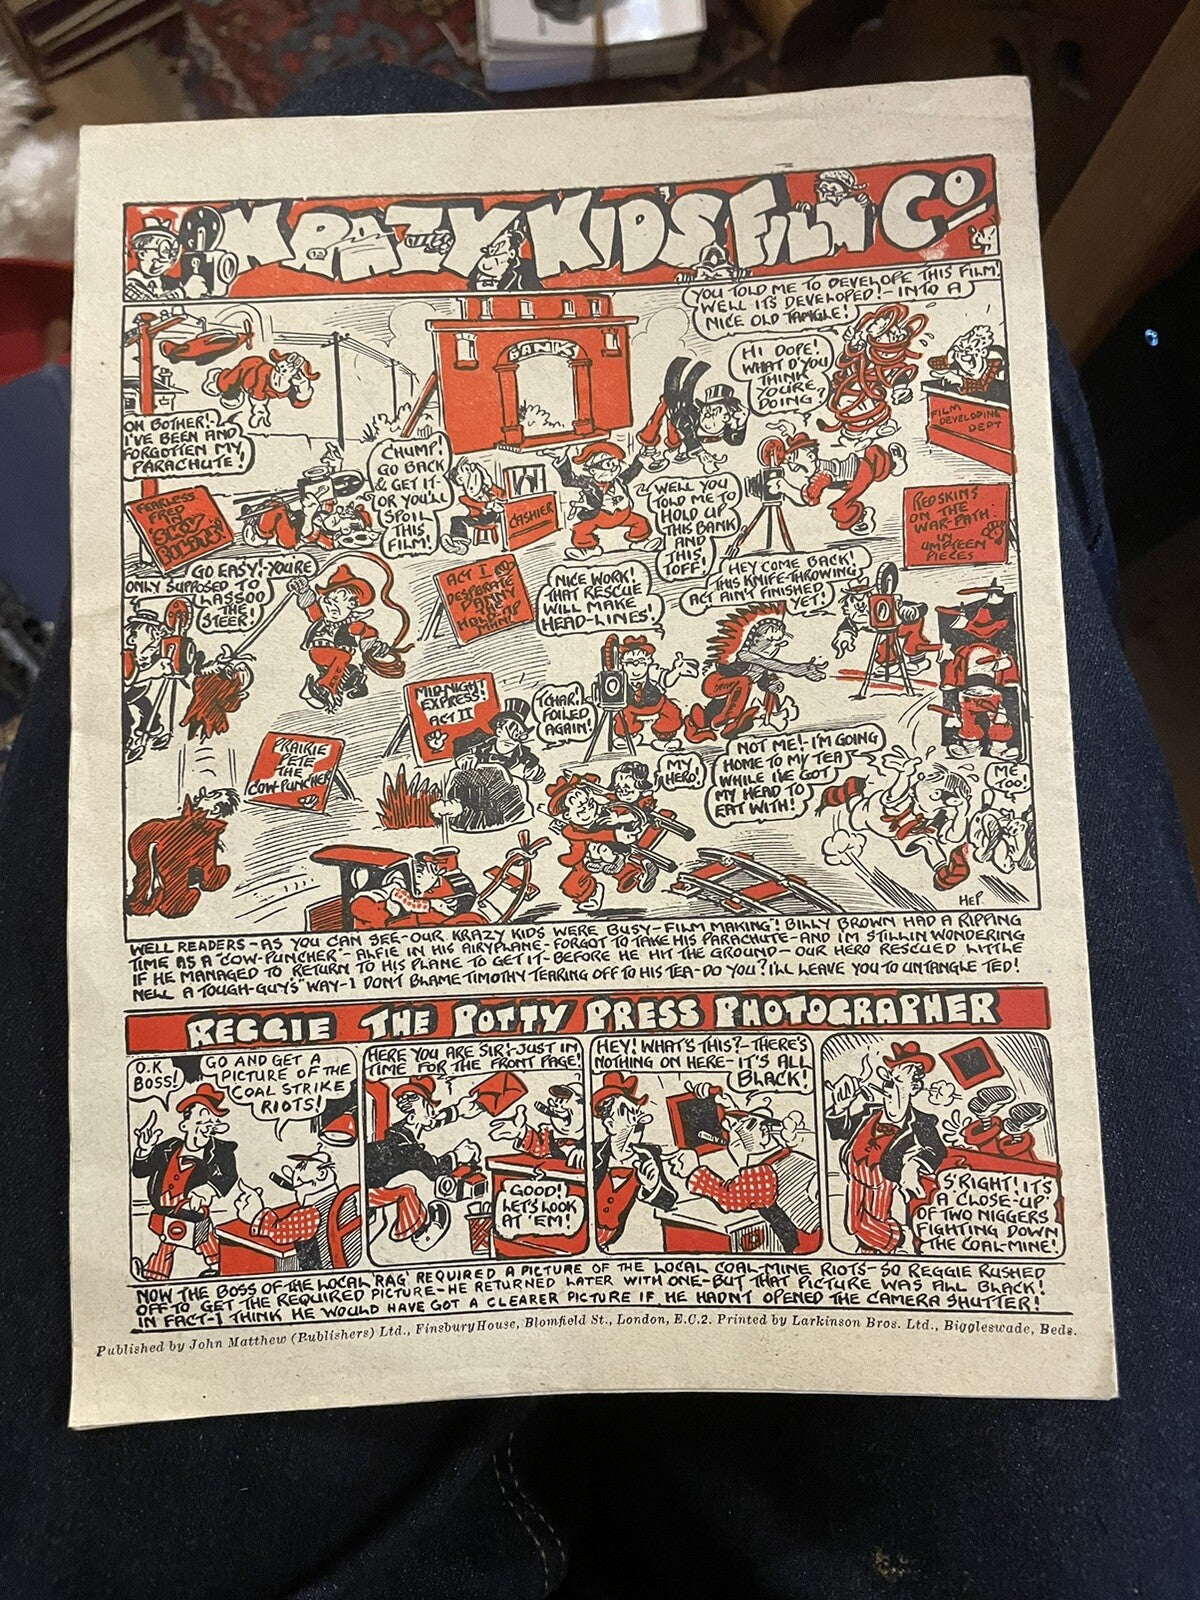 KRAZY KID'S FILM Co.
YOU TOLD ME TO DEVELOPE THIS FILM!
WELL ITS DEVELOPED! - INTO A
NICE OLD TANGLE!
OH BOTHER! -
I'VE BEEN AND
FORGOTTEN MY
PARACHUTE!
BANK
CHUMP!
GO BACK
& GET IT -
OR YOU'LL
SPOIL
THIS
FILM!
HI DOPE!
WHAT D'YOU
THINK
YOU'RE
DOING?
FILM
DEVELOPING
DEPT
CASHIER
WELL YOU
TOLD ME TO
HOLD UP
THIS BANK
AND
THIS
TOFF!
FEARLESS
FRED
IN
REDSKINS
ON THE
WAR-PATH
IN
UMPTEEN
PIECES
GO EASY! - YOU'RE
ONLY SUPPOSED TO
LASSOO
THE
STEER!
ACT I
DESPERATE
DANNY
THE
HOLD-UP
MAN!
NICE WORK!
THAT RESCUE
WILL MAKE
HEAD-LINES!
HEY COME BACK!
THIS KNIFE-THROWING
ACT AIN'T FINISHED,
YET!
PRAIRIE
PETE
THE
COW PUNCHER
MIDNIGHT
EXPRESS!
ACT II
T'CHAR!
FOILED
AGAIN!
MY
HERO!
NOT ME! - I'M GOING
HOME TO MY TEA
WHILE I'VE GOT
MY HEAD TO
EAT WITH!
ME
TOO!
HEP
WELL READERS - AS YOU CAN SEE - OUR KRAZY KIDS WERE BUSY - FILM MAKING! BILLY BROWN HAD A RIPPING
TIME AS A "COW-PUNCHER" - ALFIE IN HIS AIRYPLANE - FORGOT TO TAKE HIS PARACHUTE - AND I'M STILL IN WONDERING
IF HE MANAGED TO RETURN TO HIS PLANE TO GET IT - BEFORE HE HIT THE GROUND - OUR HERO RESCUED LITTLE
NELL A TOUGH-GUY'S WAY - I DON'T BLAME TIMOTHY TEARING OFF TO HIS TEA - DO YOU? I'LL LEAVE YOU TO UNTANGLE TED!
REGGIE THE POTTY PRESS PHOTOGRAPHER
O.K
BOSS!
GO AND GET A
PICTURE OF THE
COAL STRIKE
RIOTS!
HERE YOU ARE SIR! - JUST IN
TIME FOR THE FRONT PAGE!
GOOD!
LET'S LOOK
AT 'EM!
HEY! WHAT'S THIS? - THERE'S
NOTHING ON HERE - IT'S ALL
BLACK!
S'RIGHT! IT'S
A 'CLOSE-UP'
OF TWO NIGGERS
FIGHTING DOWN
THE COAL-MINE!
NOW THE BOSS OF THE LOCAL 'RAG' REQUIRED A PICTURE OF THE LOCAL COAL-MINE RIOTS - SO REGGIE RUSHED
OFF TO GET THE REQUIRED PICTURE - HE RETURNED LATER WITH ONE - BUT THAT PICTURE WAS ALL BLACK!
IN FACT - I THINK HE WOULD HAVE GOT A CLEARER PICTURE IF HE HADN'T OPENED THE CAMERA SHUTTER!
Published by John Matthew (Publishers) Ltd., Finsbury House, Blomfield St., London, E.C.2. Printed by Larkinson Bros. Ltd., Biggleswade, Beds.